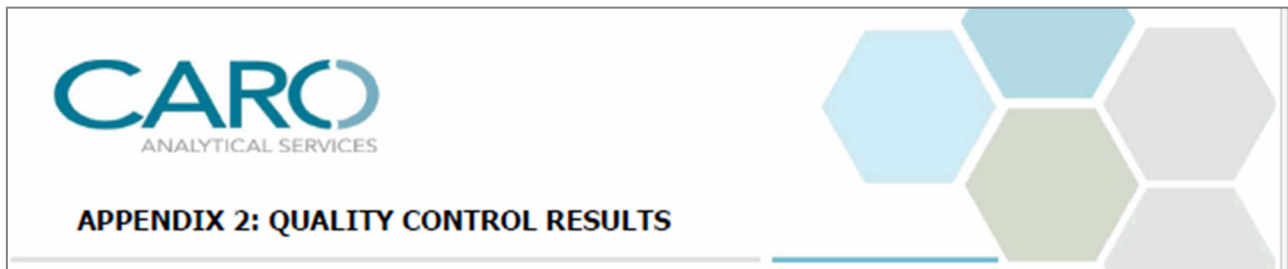 CARO
ANALYTICAL SERVICES
APPENDIX 2: QUALITY CONTROL RESULTS